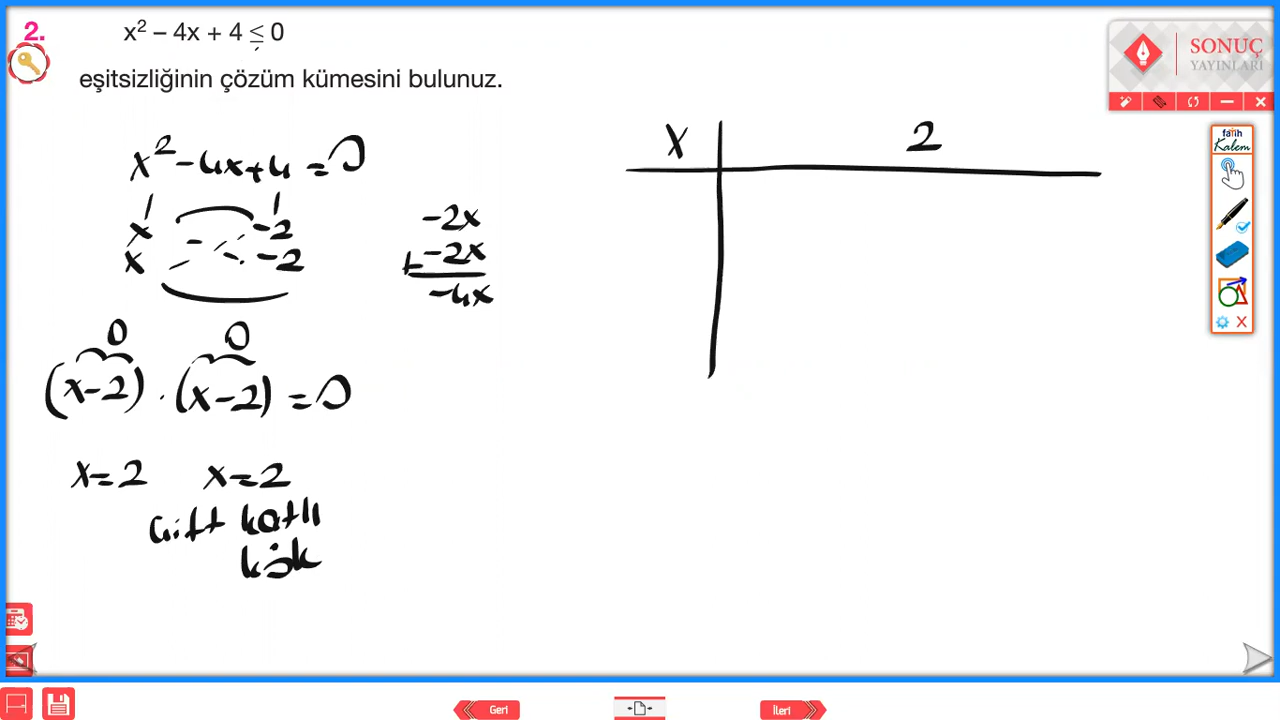 2. x² – 4x + 4 ≤ 0
eşitsizliğinin çözüm kümesini bulunuz.
x² - 4x + 4 = 0
x -2
x -2
-2x
+ -2x
-4x
0 0
(x-2) . (x-2) = 0
x=2 x=2
çift katlı
kök
x 2
SONUÇ
YAYINLARI
fatih
Kalem
Geri
İleri